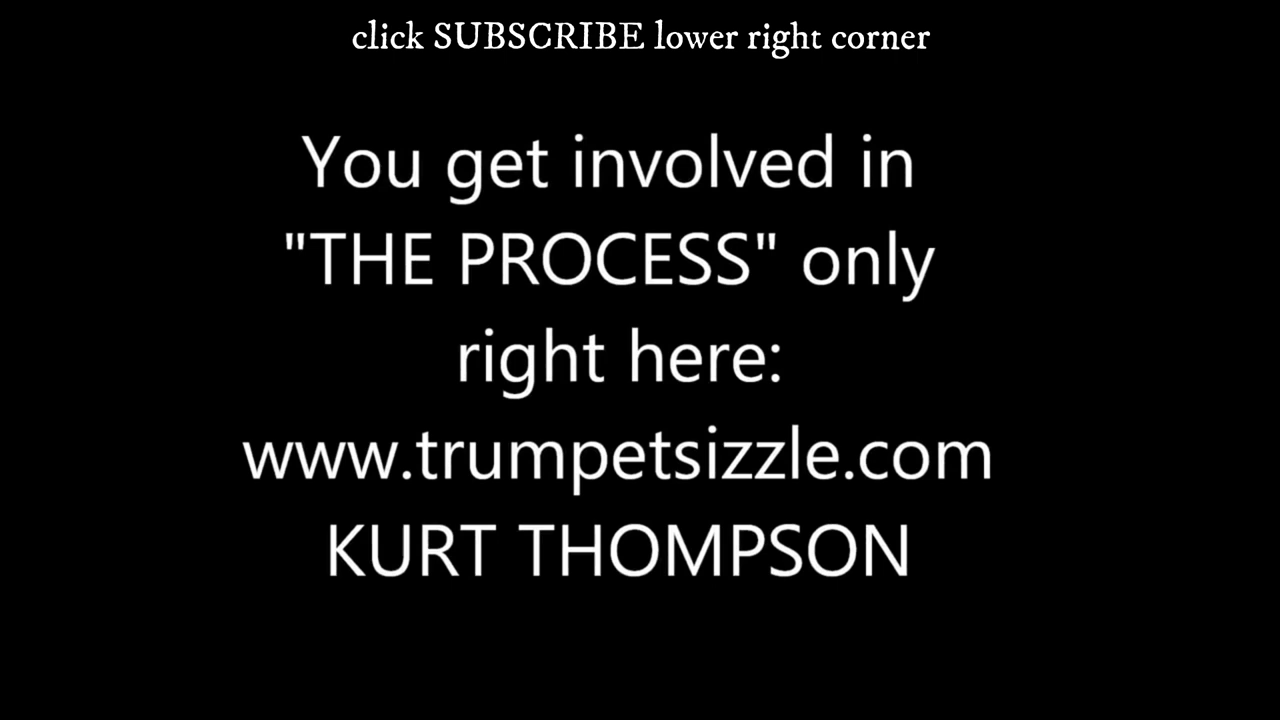 click SUBSCRIBE lower right corner
You get involved in
"THE PROCESS" only
right here:
www.trumpetsizzle.com
KURT THOMPSON